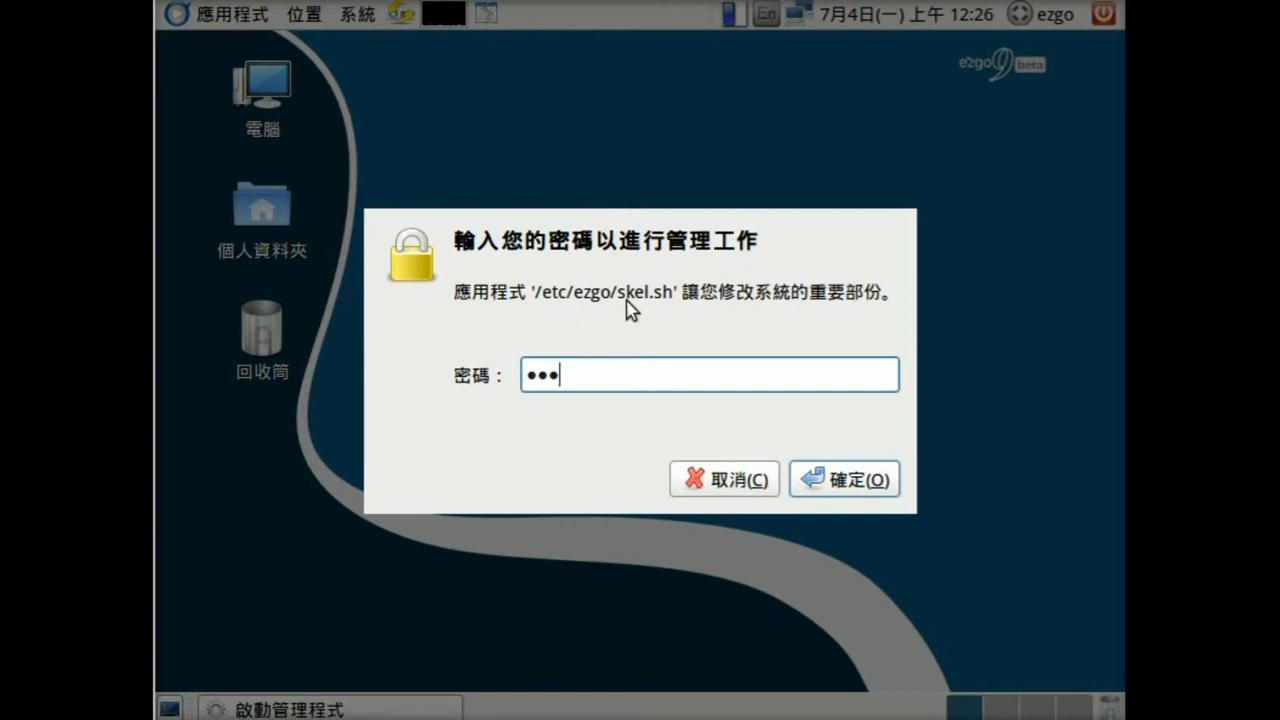 應用程式 位置 系統 En 7月4日(一) 上午 12:26 ezgo
ezgo9 beta
電腦
個人資料夾
回收筒
輸入您的密碼以進行管理工作
應用程式 '/etc/ezgo/skel.sh' 讓您修改系統的重要部份。
密碼：
取消(C) 確定(O)
啟動管理程式